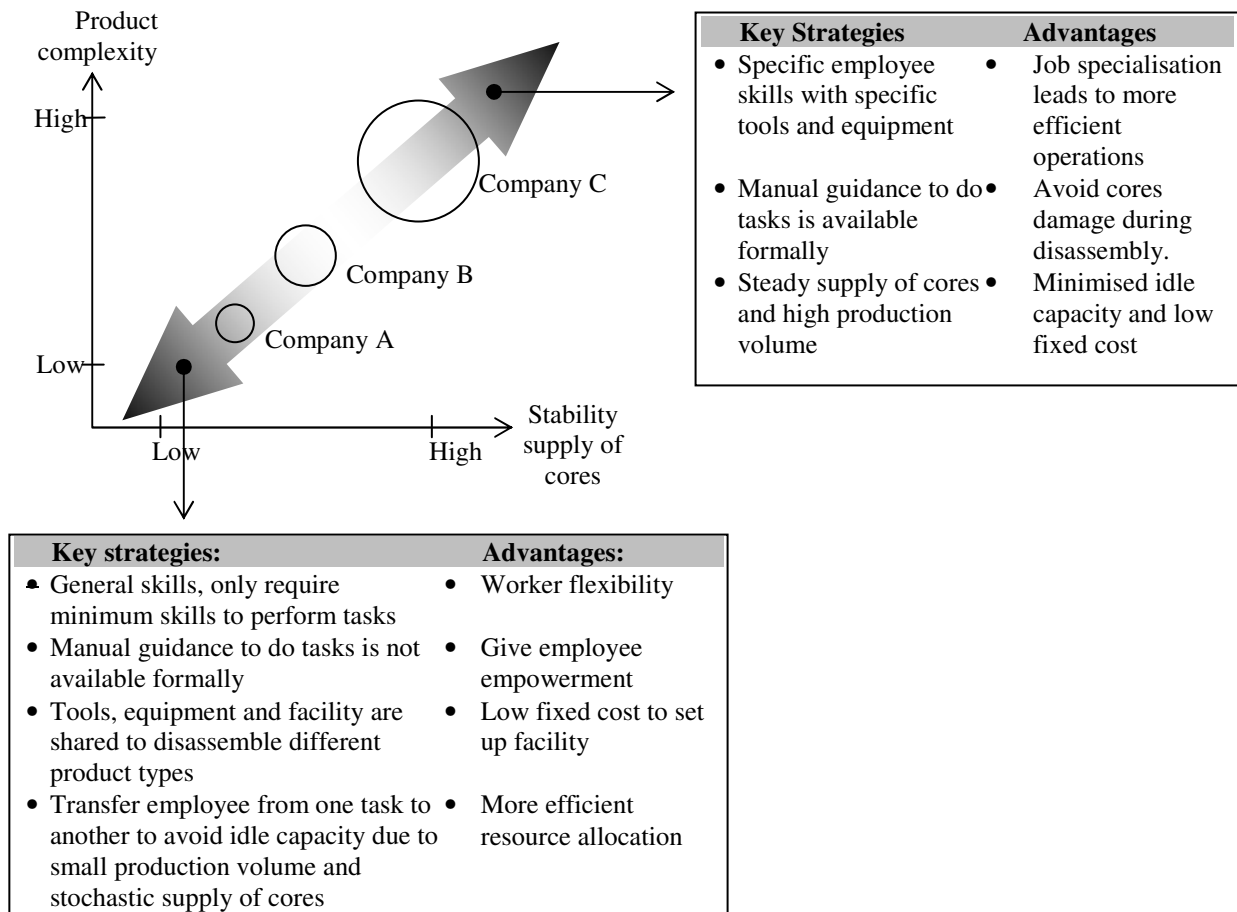 Product
complexity
High
Low
Low
High
Stability
supply of
cores
Company C
Company B
Company A
Key Strategies Advantages
• Specific employee • Job specialisation
skills with specific leads to more
tools and equipment efficient
operations
• Manual guidance to do • Avoid cores
tasks is available damage during
formally disassembly.
• Steady supply of cores • Minimised idle
and high production capacity and low
volume fixed cost
Key strategies: Advantages:
• General skills, only require • Worker flexibility
minimum skills to perform tasks
• Manual guidance to do tasks is not • Give employee
available formally empowerment
• Tools, equipment and facility are • Low fixed cost to set
shared to disassemble different up facility
product types
• Transfer employee from one task to • More efficient
another to avoid idle capacity due to resource allocation
small production volume and
stochastic supply of cores